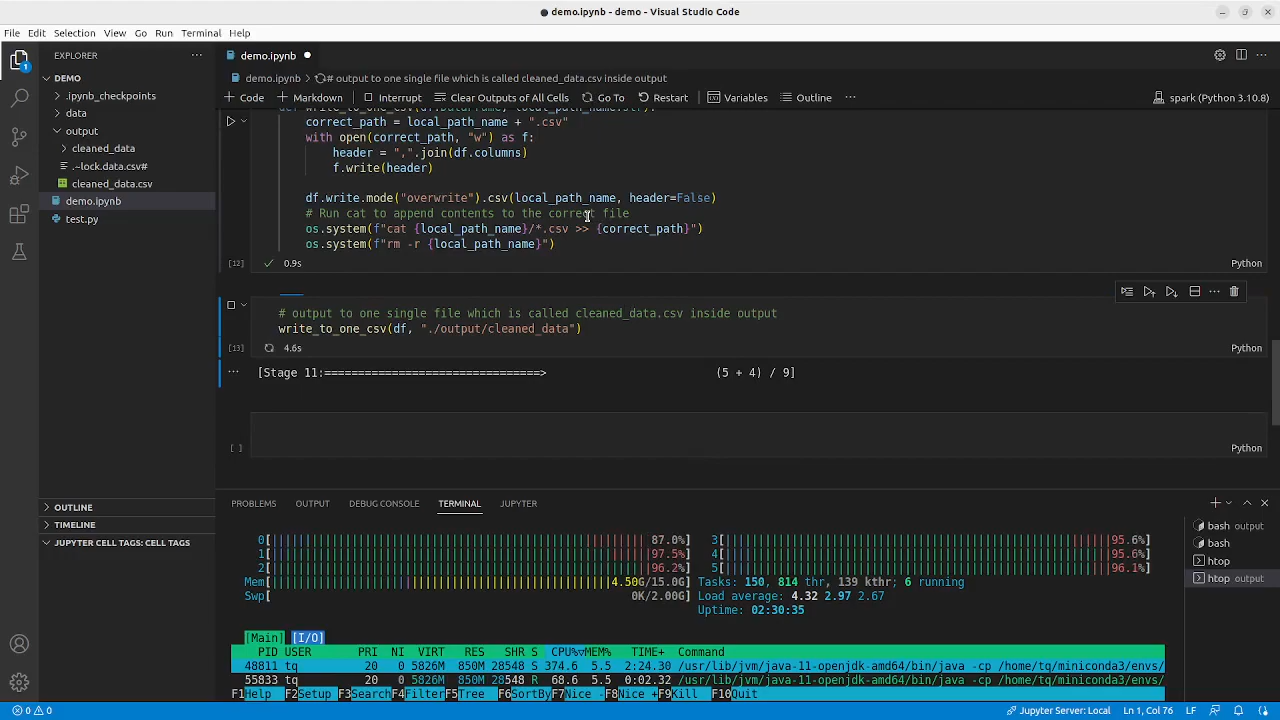 demo.ipynb - demo - Visual Studio Code
File Edit Selection View Go Run Terminal Help
EXPLORER
DEMO
.ipynb_checkpoints
data
output
cleaned_data
.~lock.data.csv#
cleaned_data.csv
demo.ipynb
test.py
OUTLINE
TIMELINE
JUPYTER CELL TAGS: CELL TAGS
1
demo.ipynb
demo.ipynb > # output to one single file which is called cleaned_data.csv inside output
+ Code + Markdown Interrupt Clear Outputs of All Cells Go To Restart Variables Outline ... spark (Python 3.10.8)
correct_path = local_path_name + ".csv"
with open(correct_path, "w") as f:
header = ",".join(df.columns)
f.write(header)
df.write.mode("overwrite").csv(local_path_name, header=False)
# Run cat to append contents to the correct file
os.system(f"cat {local_path_name}/*.csv >> {correct_path}")
os.system(f"rm -r {local_path_name}")
[12] 0.9s Python
# output to one single file which is called cleaned_data.csv inside output
write_to_one_csv(df, "./output/cleaned_data")
[13] 4.6s Python
[Stage 11:================================> (5 + 4) / 9]
[ ] Python
PROBLEMS OUTPUT DEBUG CONSOLE TERMINAL JUPYTER
0[ 87.0%] 3[ 95.6%]
1[ 97.5%] 4[ 95.6%]
2[ 96.2%] 5[ 96.1%]
Mem[ 4.50G/15.0G] Tasks: 150, 814 thr, 139 kthr; 6 running
Swp[ 0K/2.00G] Load average: 4.32 2.97 2.67
Uptime: 02:30:35
[Main] [I/O]
PID USER PRI NI VIRT RES SHR S CPU%▽MEM% TIME+ Command
48811 tq 20 0 5826M 850M 28548 S 374.6 5.5 2:24.30 /usr/lib/jvm/java-11-openjdk-amd64/bin/java -cp /home/tq/miniconda3/envs/
55833 tq 20 0 5826M 850M 28548 S 68.6 5.5 0:02.32 /usr/lib/jvm/java-11-openjdk-amd64/bin/java -cp /home/tq/miniconda3/envs/
F1Help F2Setup F3Search F4Filter F5Tree F6SortBy F7Nice - F8Nice + F9Kill F10Quit
bash output
bash
htop
htop output
0 0 Jupyter Server: Local Ln 1, Col 76 LF